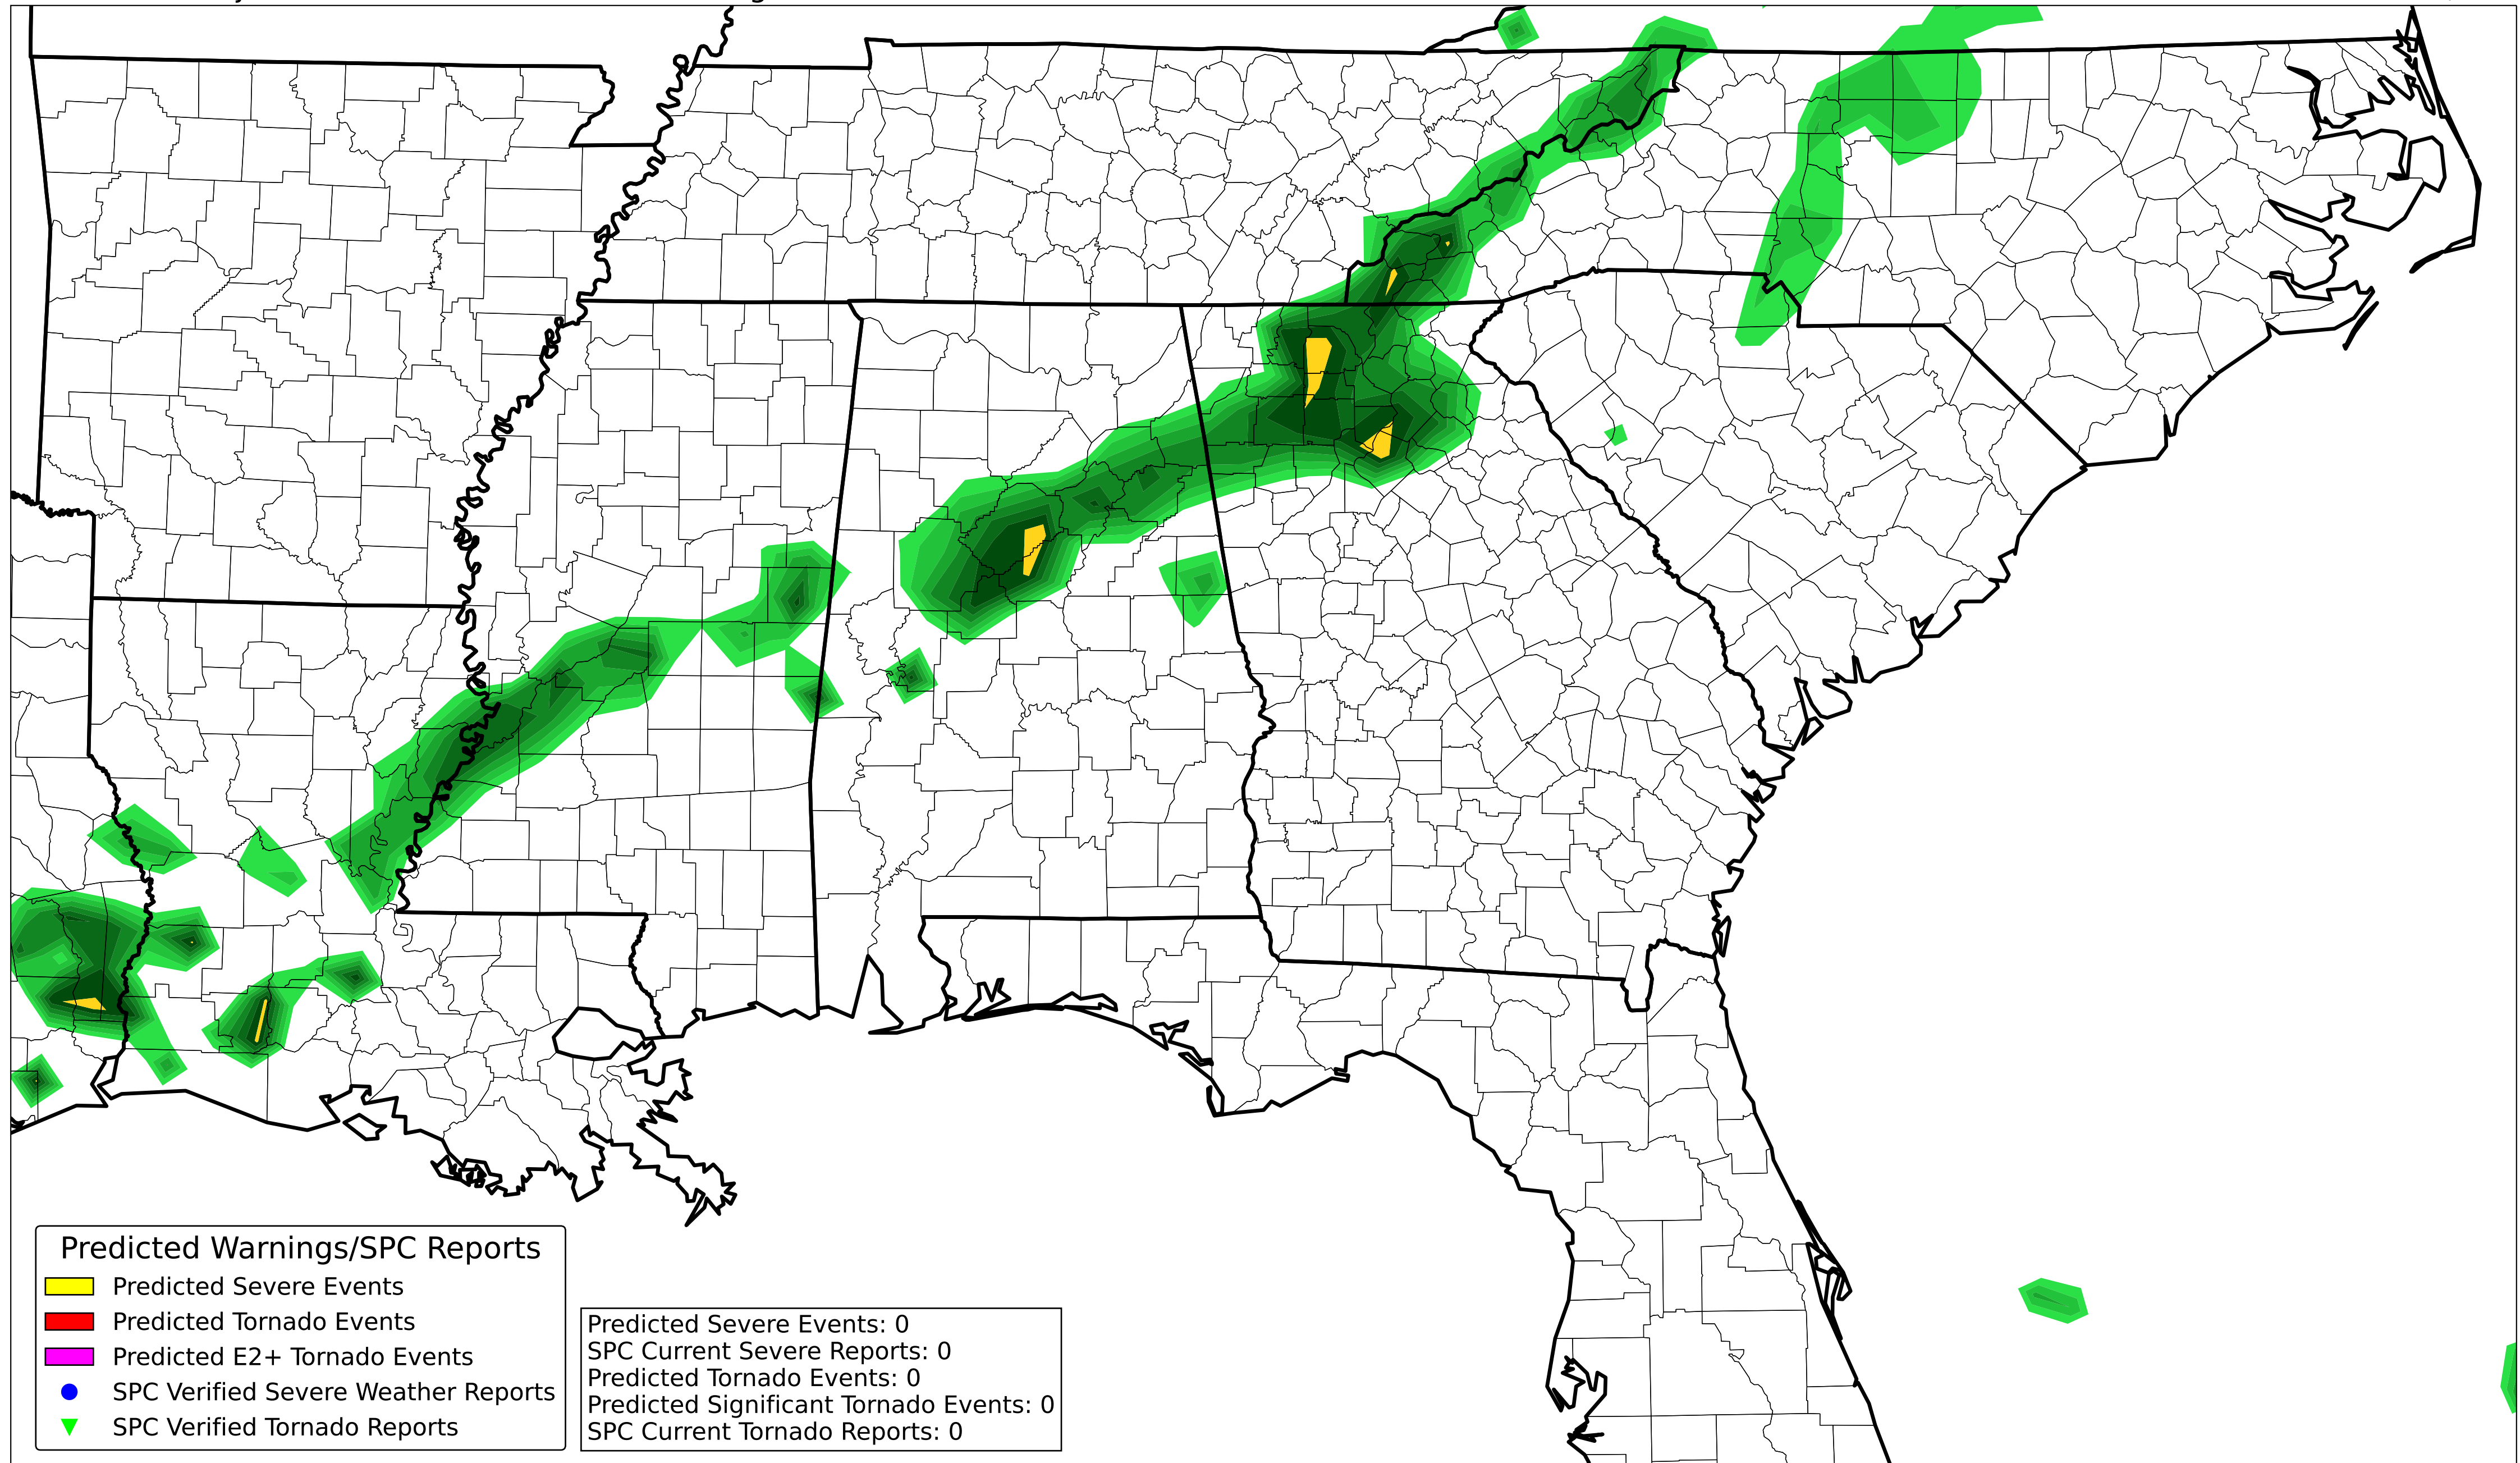 Predicted Warnings/SPC Reports
Predicted Severe Events
Predicted Tornado Events
Predicted E2+ Tornado Events
SPC Verified Severe Weather Reports
SPC Verified Tornado Reports
Predicted Severe Events: 0
SPC Current Severe Reports: 0
Predicted Tornado Events: 0
Predicted Significant Tornado Events: 0
SPC Current Tornado Reports: 0